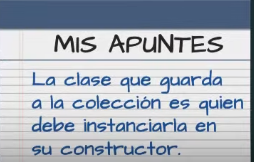 MIS APUNTES
La clase que guarda
a la colección es quien
debe instanciarla en
su constructor.